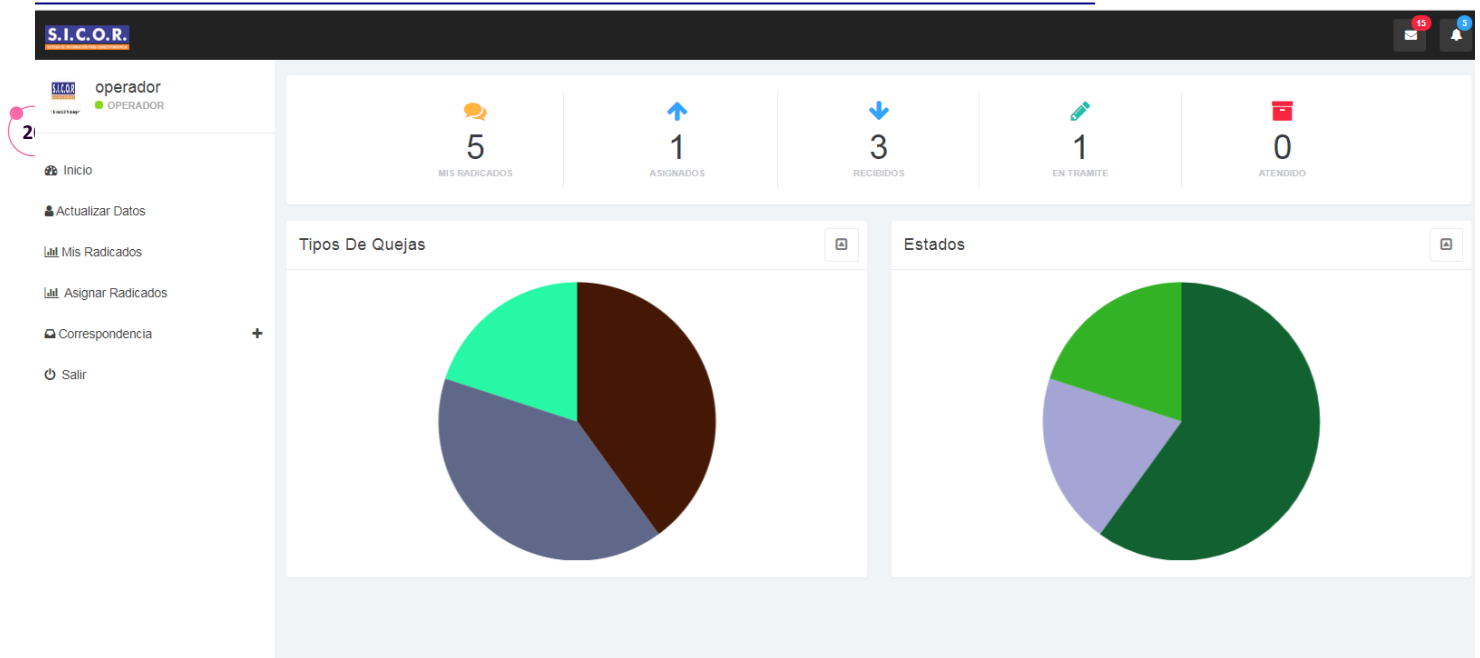 S.I.C.O.R.
15
5
S.I.C.O.R
operador
OPERADOR
Inicio
Actualizar Datos
Mis Radicados
Asignar Radicados
Correspondencia
Salir
5
MIS RADICADOS
1
ASIGNADOS
3
RECIBIDOS
1
EN TRAMITE
0
ATENDIDO
Tipos De Quejas
Estados